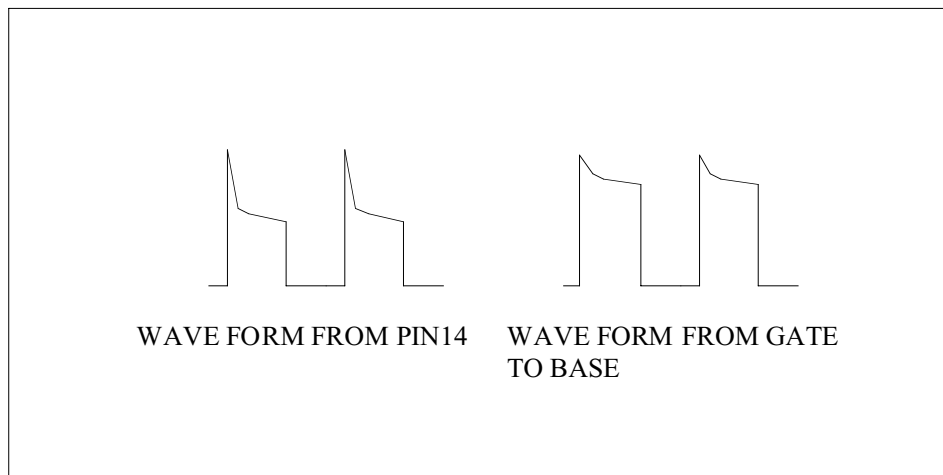 WAVE FORM FROM PIN14
WAVE FORM FROM GATE
TO BASE